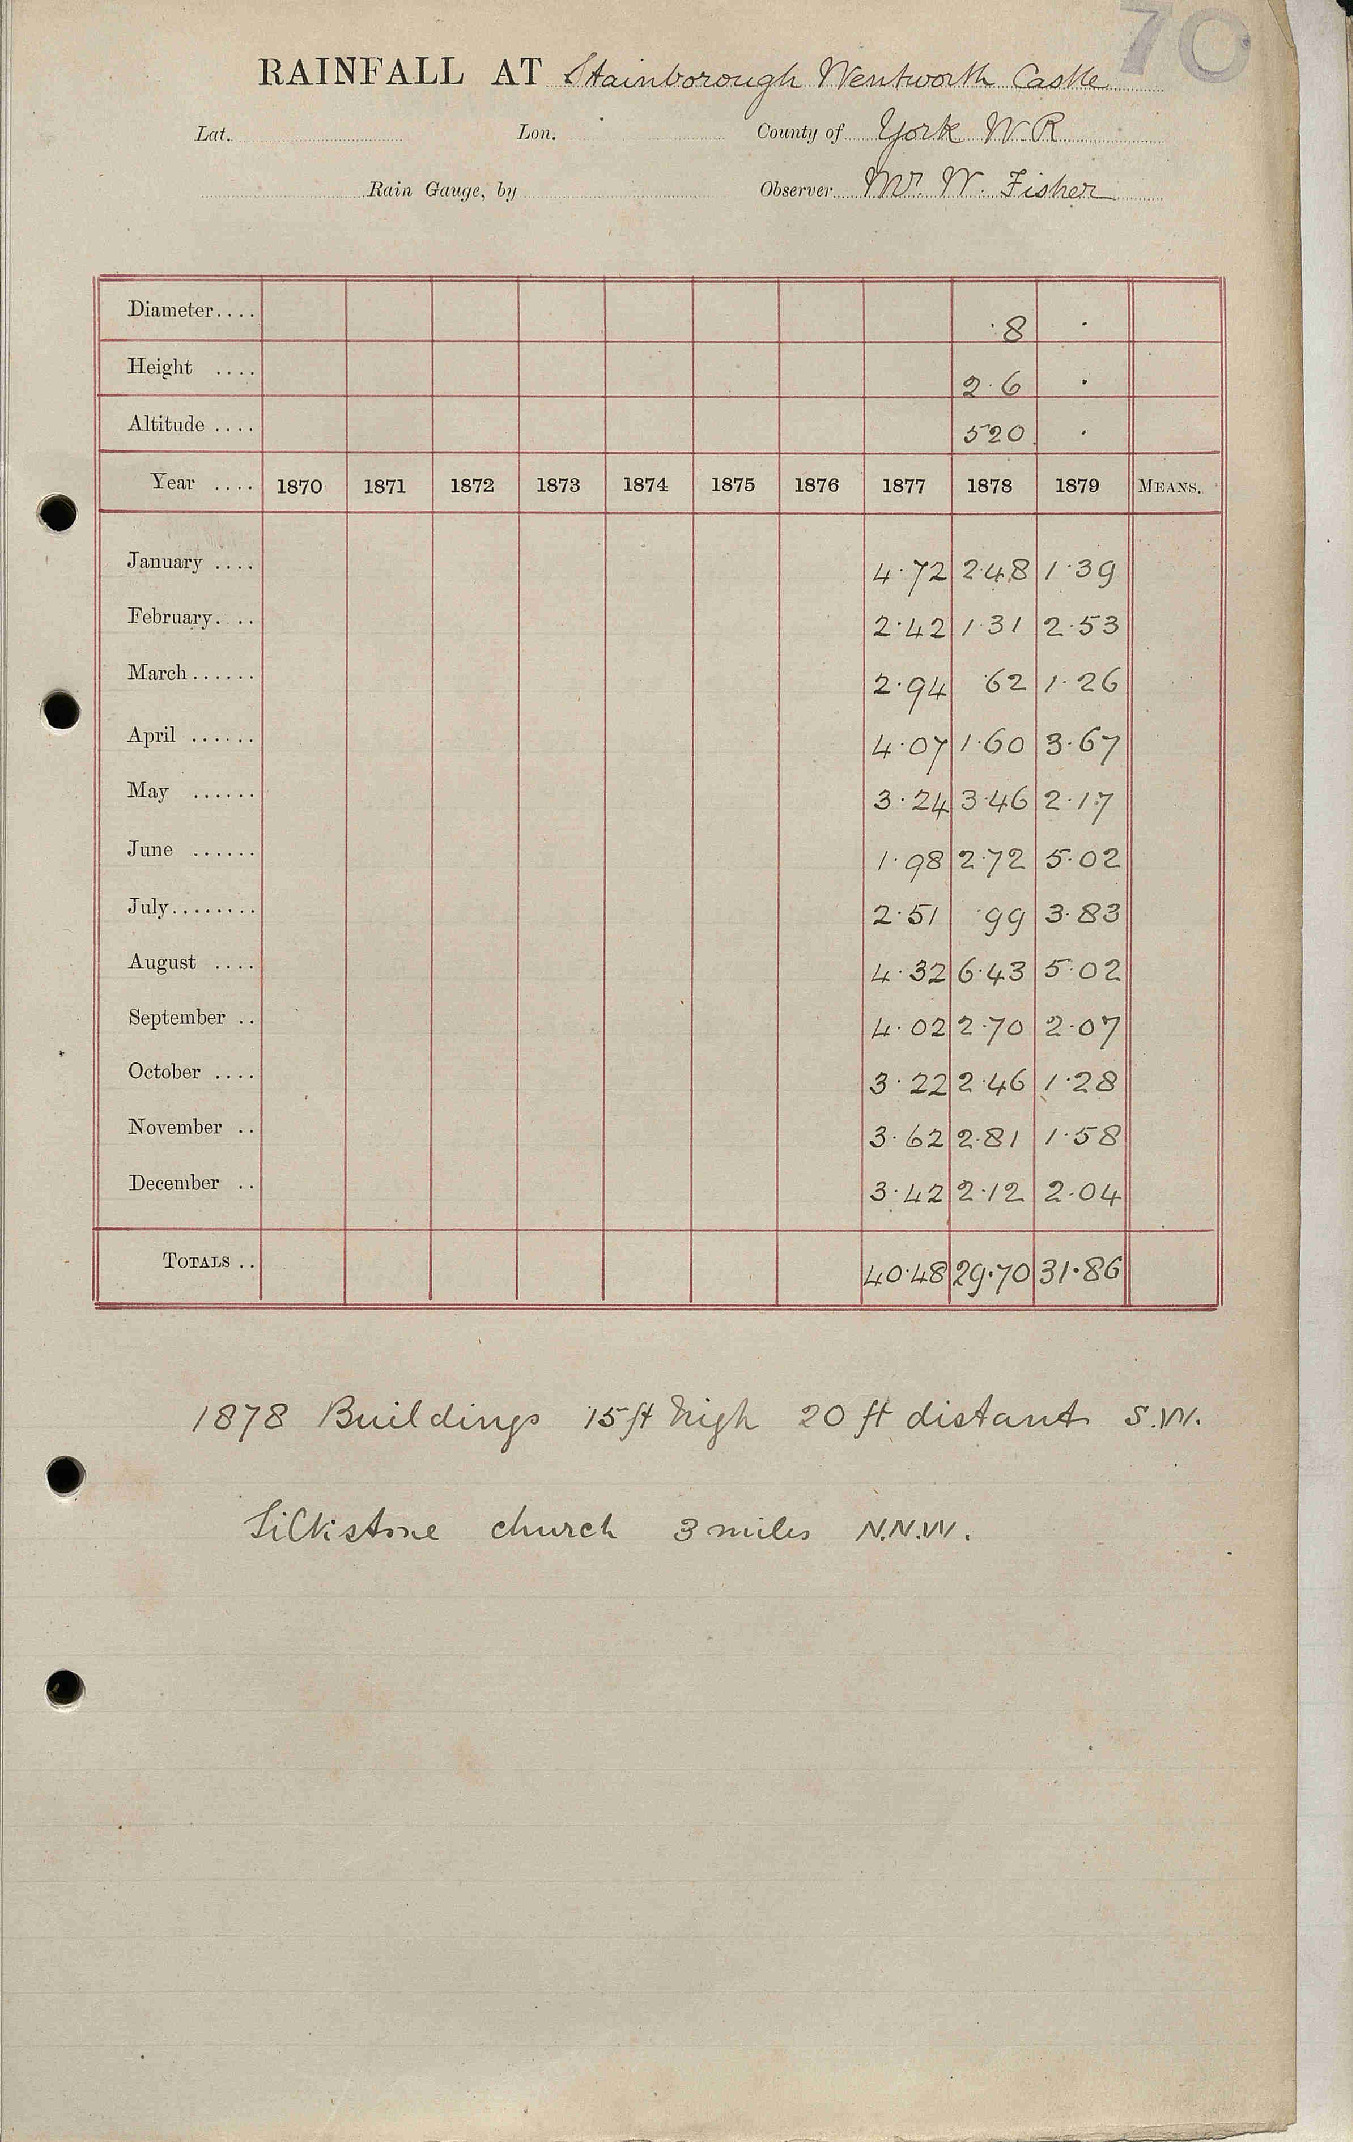 70
RAINFALL AT Stainborough Wentworth Castle
Lat. Lon. County of York W.R
Rain Gauge, by Observer Mr. W. Fisher
Diameter.... 8 ·
Height .... 2·6 ·
Altitude .... 520 ·
Year .... 1870 1871 1872 1873 1874 1875 1876 1877 1878 1879 MEANS.
January .... 4·72 2·48 1·39
February.... 2·42 1·31 2·53
March...... 2·94 ·62 1·26
April ...... 4·07 1·60 3·67
May ...... 3·24 3·46 2·17
June ...... 1·98 2·72 5·02
July........ 2·51 ·99 3·83
August .... 4·32 6·43 5·02
September .. 4·02 2·70 2·07
October .... 3·22 2·46 1·28
November .. 3·62 2·81 1·58
December .. 3·42 2·12 2·04
TOTALS .. 40·48 29·70 31·86
1878 Buildings 15 ft high 20 ft distant S.W.
Silkstone church 3 miles N.N.W.